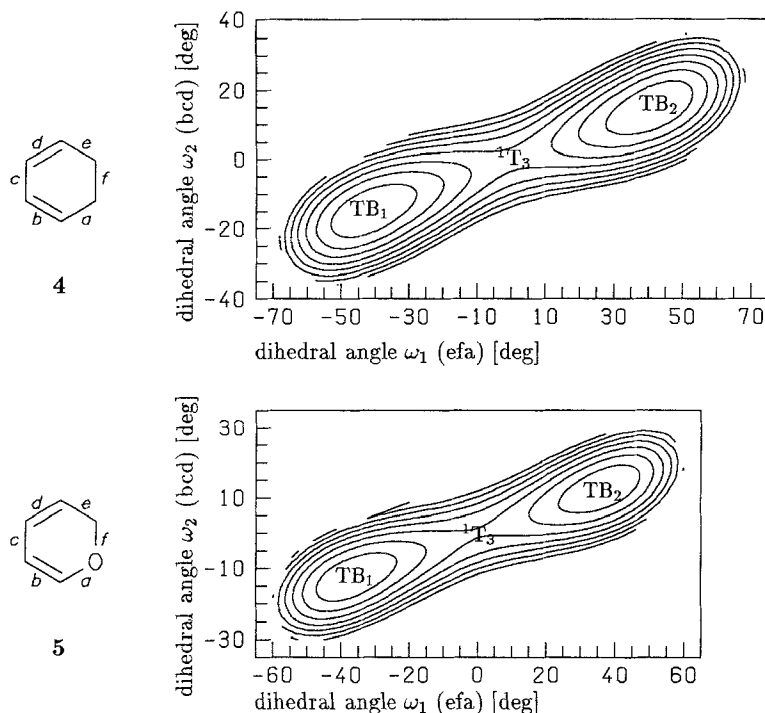 40
20
0
-20
-40
dihedral angle ω₂ (bcd) [deg]
TB₂
¹T₃
TB₁
-70 -50 -30 -10 10 30 50 70
dihedral angle ω₁ (efa) [deg]
d e
c f
b a
4
30
10
-10
-30
dihedral angle ω₂ (bcd) [deg]
TB₂
¹T₃
TB₁
-60 -40 -20 0 20 40 60
dihedral angle ω₁ (efa) [deg]
d e
c f
O
b a
5